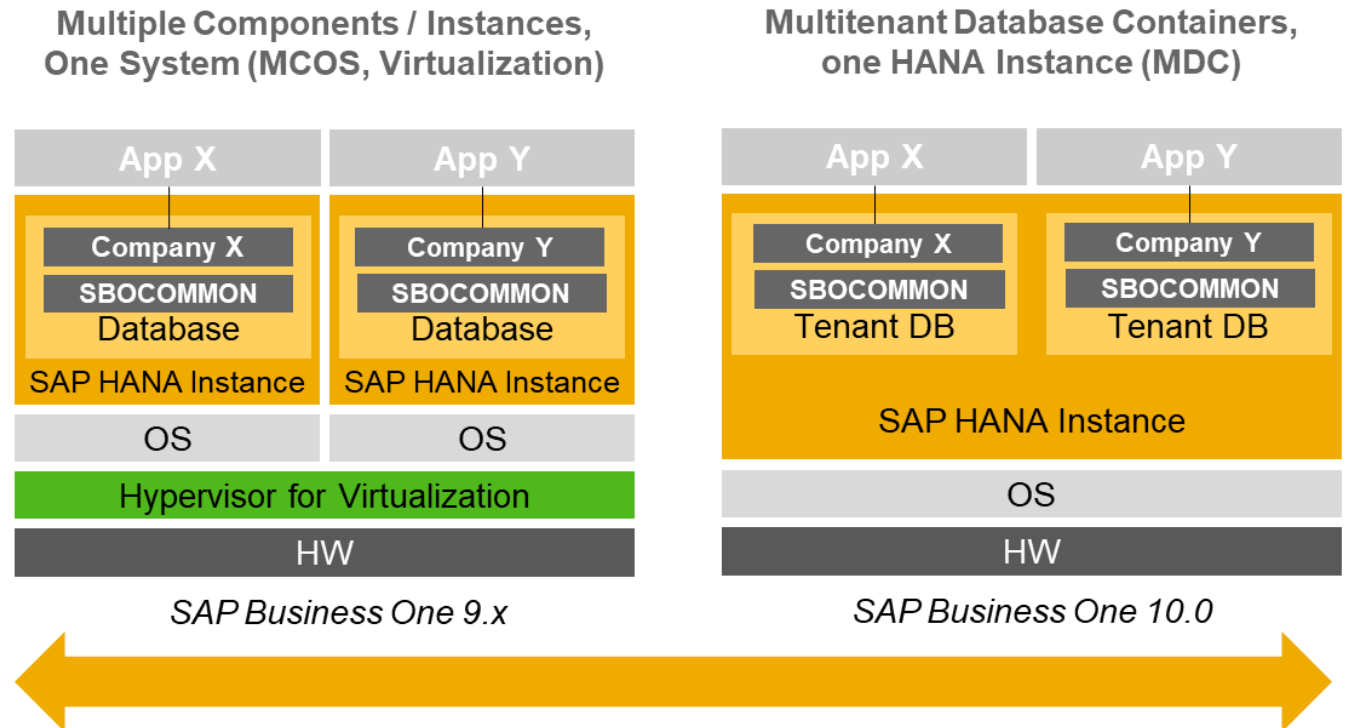 Multiple Components / Instances,
One System (MCOS, Virtualization)
App X
App Y
Company X
SBOCOMMON
Database
SAP HANA Instance
Company Y
SBOCOMMON
Database
SAP HANA Instance
OS
OS
Hypervisor for Virtualization
HW
SAP Business One 9.x
Multitenant Database Containers,
one HANA Instance (MDC)
App X
App Y
Company X
SBOCOMMON
Tenant DB
Company Y
SBOCOMMON
Tenant DB
SAP HANA Instance
OS
HW
SAP Business One 10.0